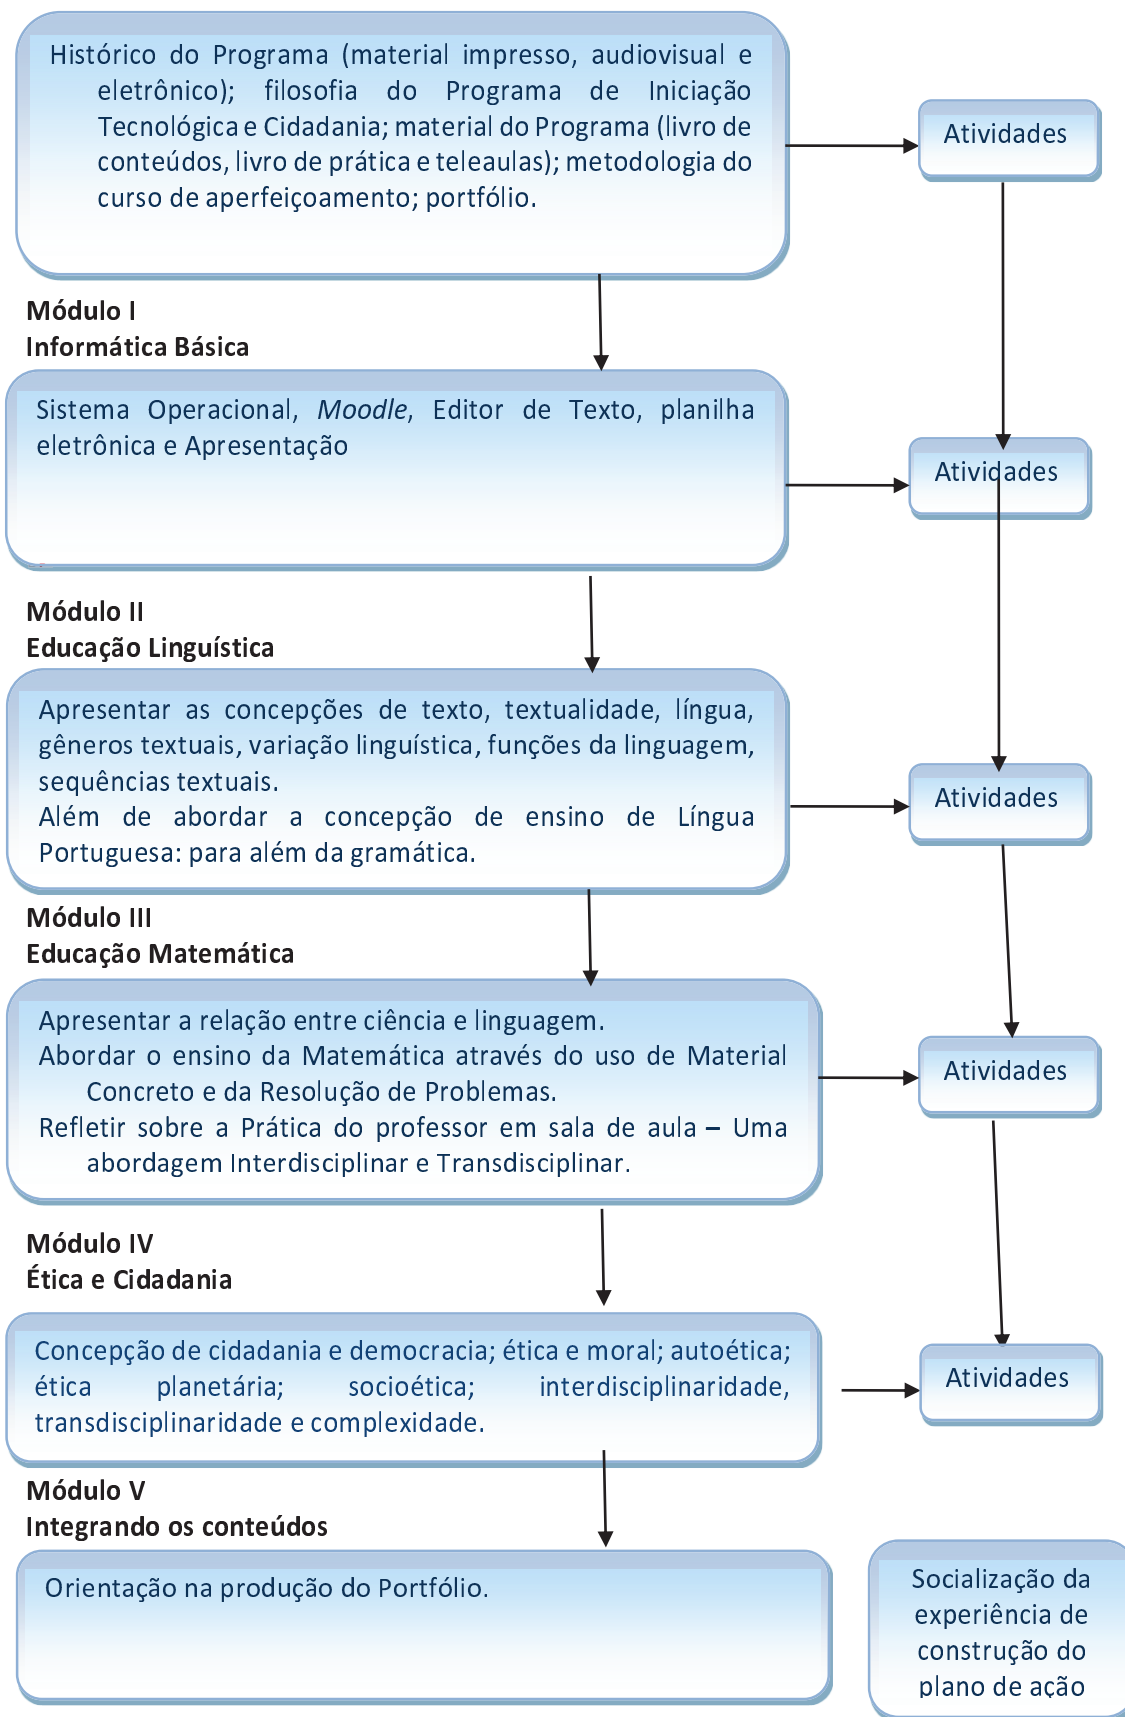 Histórico do Programa (material impresso, audiovisual e
eletrônico); filosofia do Programa de Iniciação
Tecnológica e Cidadania; material do Programa (livro de
conteúdos, livro de prática e teleaulas); metodologia do
curso de aperfeiçoamento; portfólio.
Atividades
Módulo I
Informática Básica
Sistema Operacional, Moodle, Editor de Texto, planilha
eletrônica e Apresentação
Atividades
Módulo II
Educação Linguística
Apresentar as concepções de texto, textualidade, língua,
gêneros textuais, variação linguística, funções da linguagem,
sequências textuais.
Além de abordar a concepção de ensino de Língua
Portuguesa: para além da gramática.
Atividades
Módulo III
Educação Matemática
Apresentar a relação entre ciência e linguagem.
Abordar o ensino da Matemática através do uso de Material
Concreto e da Resolução de Problemas.
Refletir sobre a Prática do professor em sala de aula – Uma
abordagem Interdisciplinar e Transdisciplinar.
Atividades
Módulo IV
Ética e Cidadania
Concepção de cidadania e democracia; ética e moral; autoética;
ética planetária; socioética; interdisciplinaridade,
transdisciplinaridade e complexidade.
Atividades
Módulo V
Integrando os conteúdos
Orientação na produção do Portfólio.
Socialização da
experiência de
construção do
plano de ação